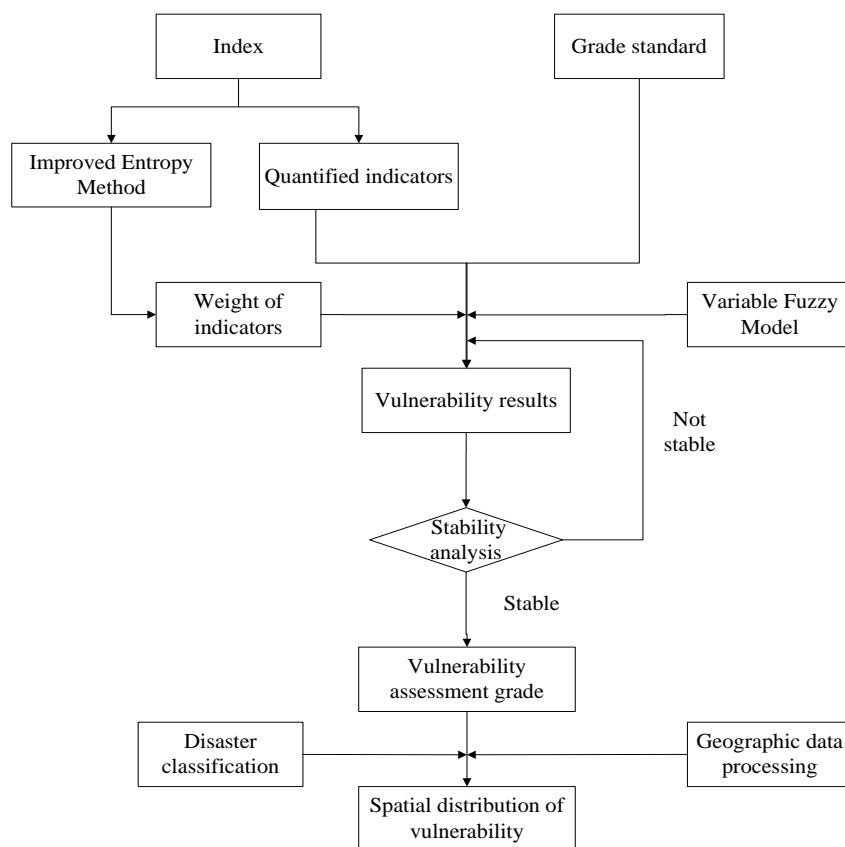 Index
Grade standard
Improved Entropy
Method
Quantified indicators
Weight of
indicators
Variable Fuzzy
Model
Vulnerability results
Not
stable
Stability
analysis
Stable
Vulnerability
assessment grade
Disaster
classification
Geographic data
processing
Spatial distribution of
vulnerability